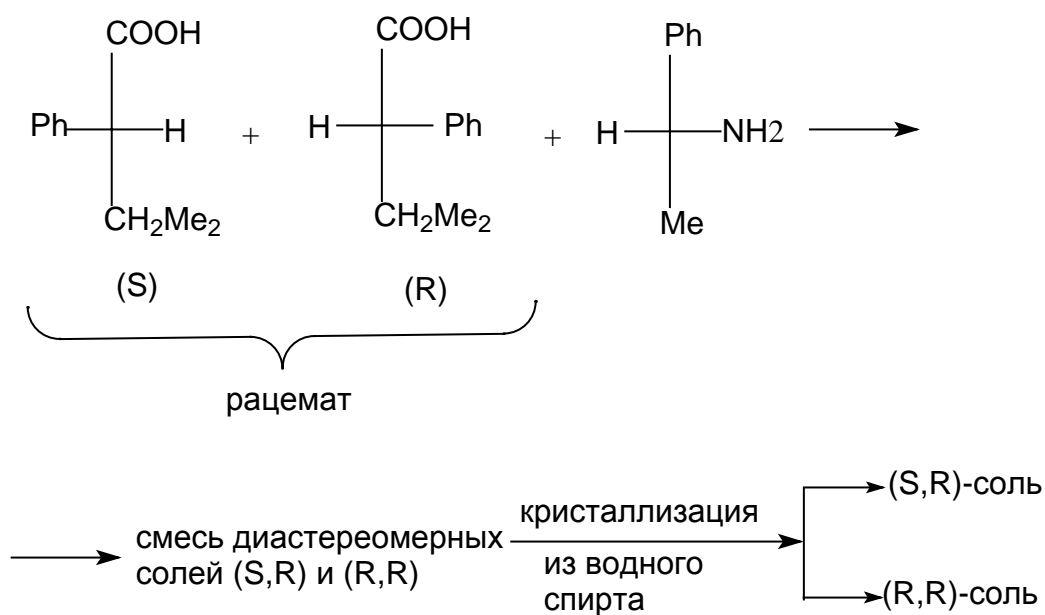 COOH COOH Ph
Ph H + H Ph + H NH2
CH₂Me₂ CH₂Me₂ Me
(S) (R)
рацемат
смесь диастереомерных
солей (S,R) и (R,R)
кристаллизация
из водного
спирта
(S,R)-соль
(R,R)-соль